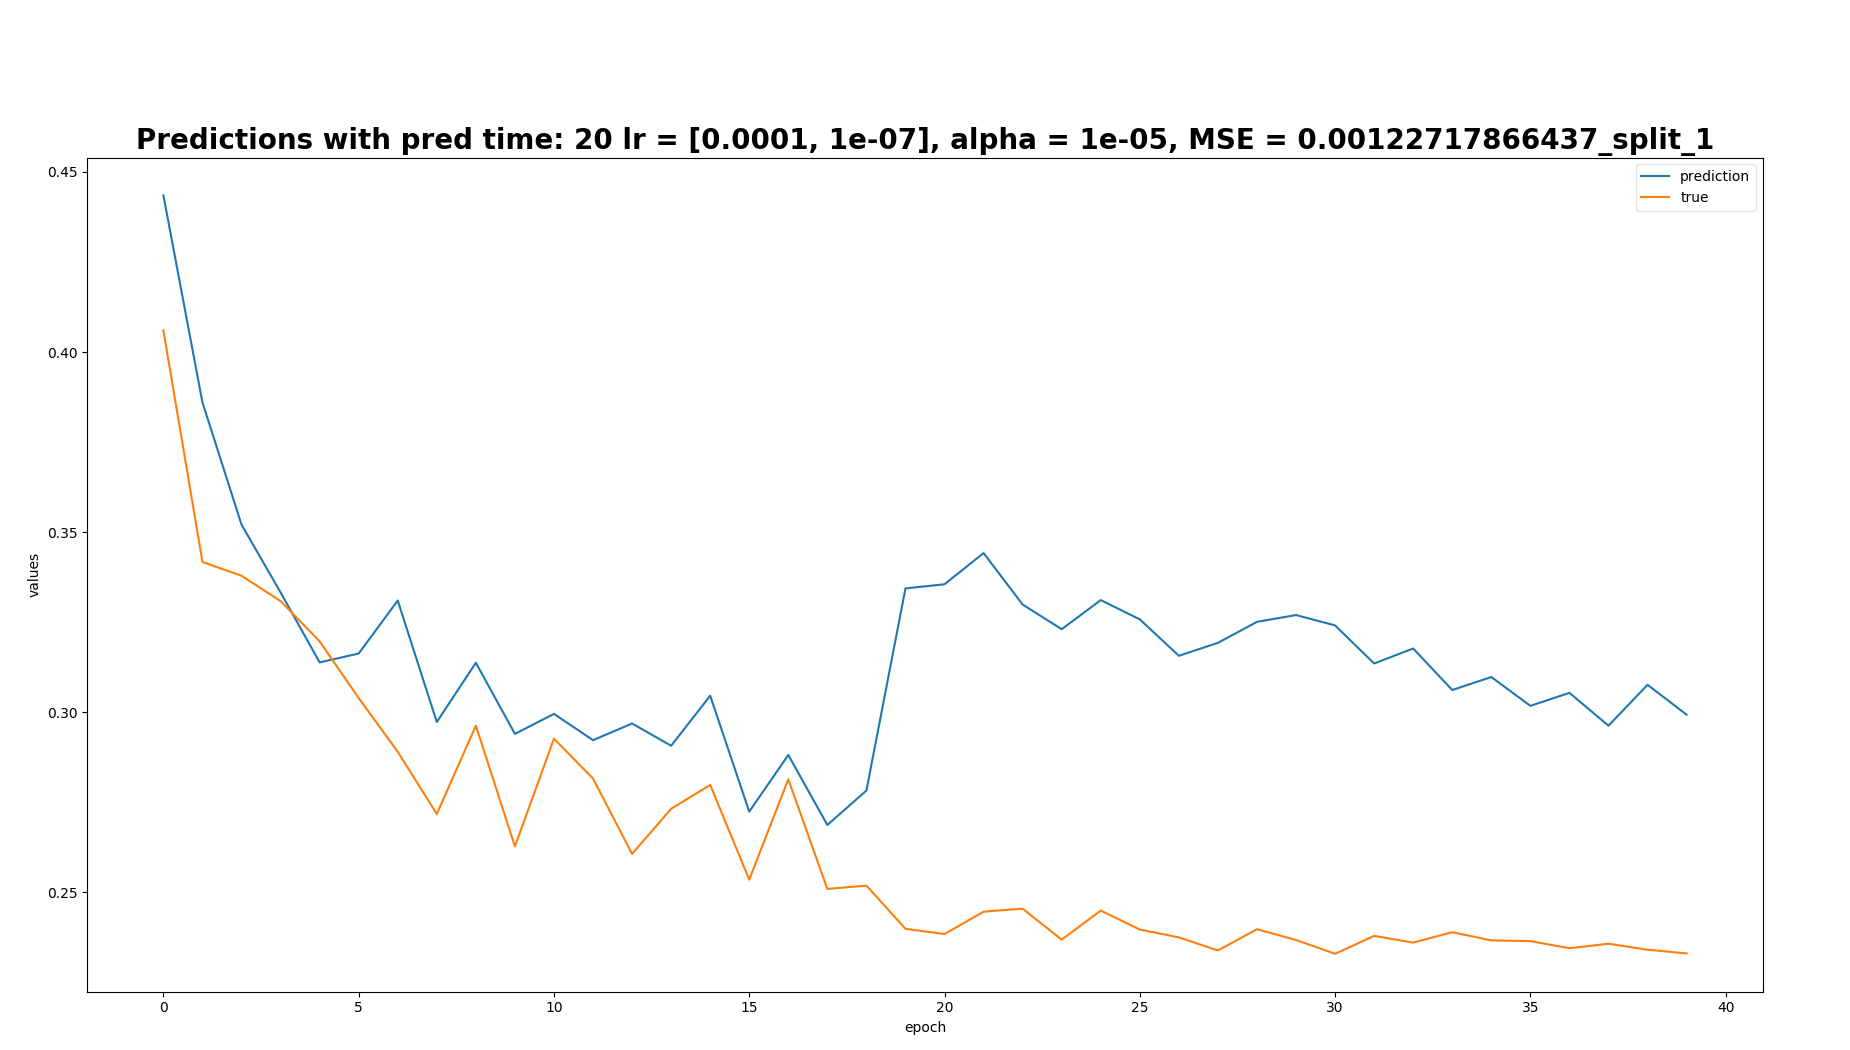 Predictions with pred time: 20 lr = [0.0001, 1e-07], alpha = 1e-05, MSE = 0.00122717866437_split_1
prediction
true
0.45
0.40
0.35
0.30
0.25
values
0 5 10 15 20 25 30 35 40
epoch